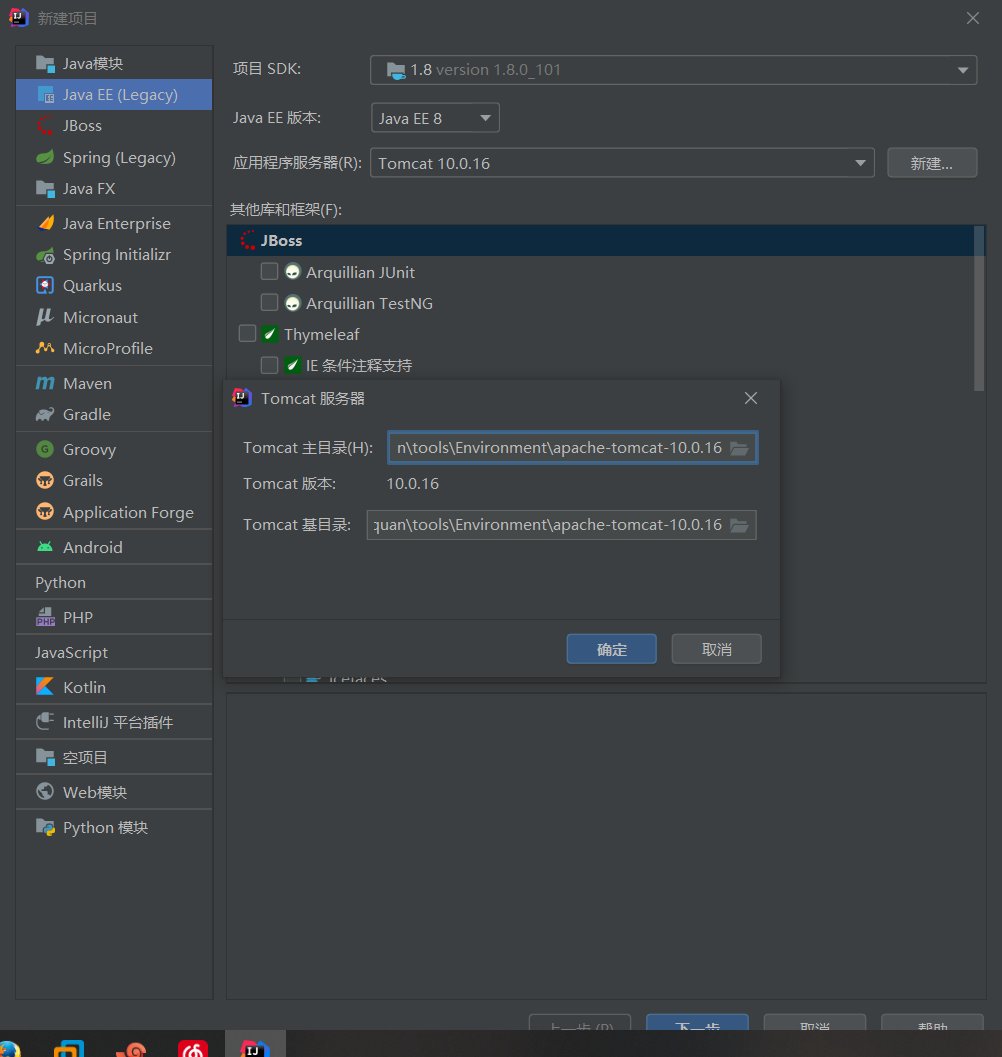 新建项目
Java模块
Java EE (Legacy)
JBoss
Spring (Legacy)
Java FX
Java Enterprise
Spring Initializr
Quarkus
Micronaut
MicroProfile
Maven
Gradle
Groovy
Grails
Application Forge
Android
Python
PHP
JavaScript
Kotlin
IntelliJ 平台插件
空项目
Web模块
Python 模块
项目 SDK:
1.8 version 1.8.0_101
Java EE 版本:
Java EE 8
应用程序服务器(R):
Tomcat 10.0.16
新建...
其他库和框架(F):
JBoss
Arquillian JUnit
Arquillian TestNG
Thymeleaf
IE 条件注释支持
Tomcat 服务器
Tomcat 主目录(H):
n\tools\Environment\apache-tomcat-10.0.16
Tomcat 版本:
10.0.16
Tomcat 基目录:
quan\tools\Environment\apache-tomcat-10.0.16
确定
取消
上一步(P)
下一步
取消
帮助